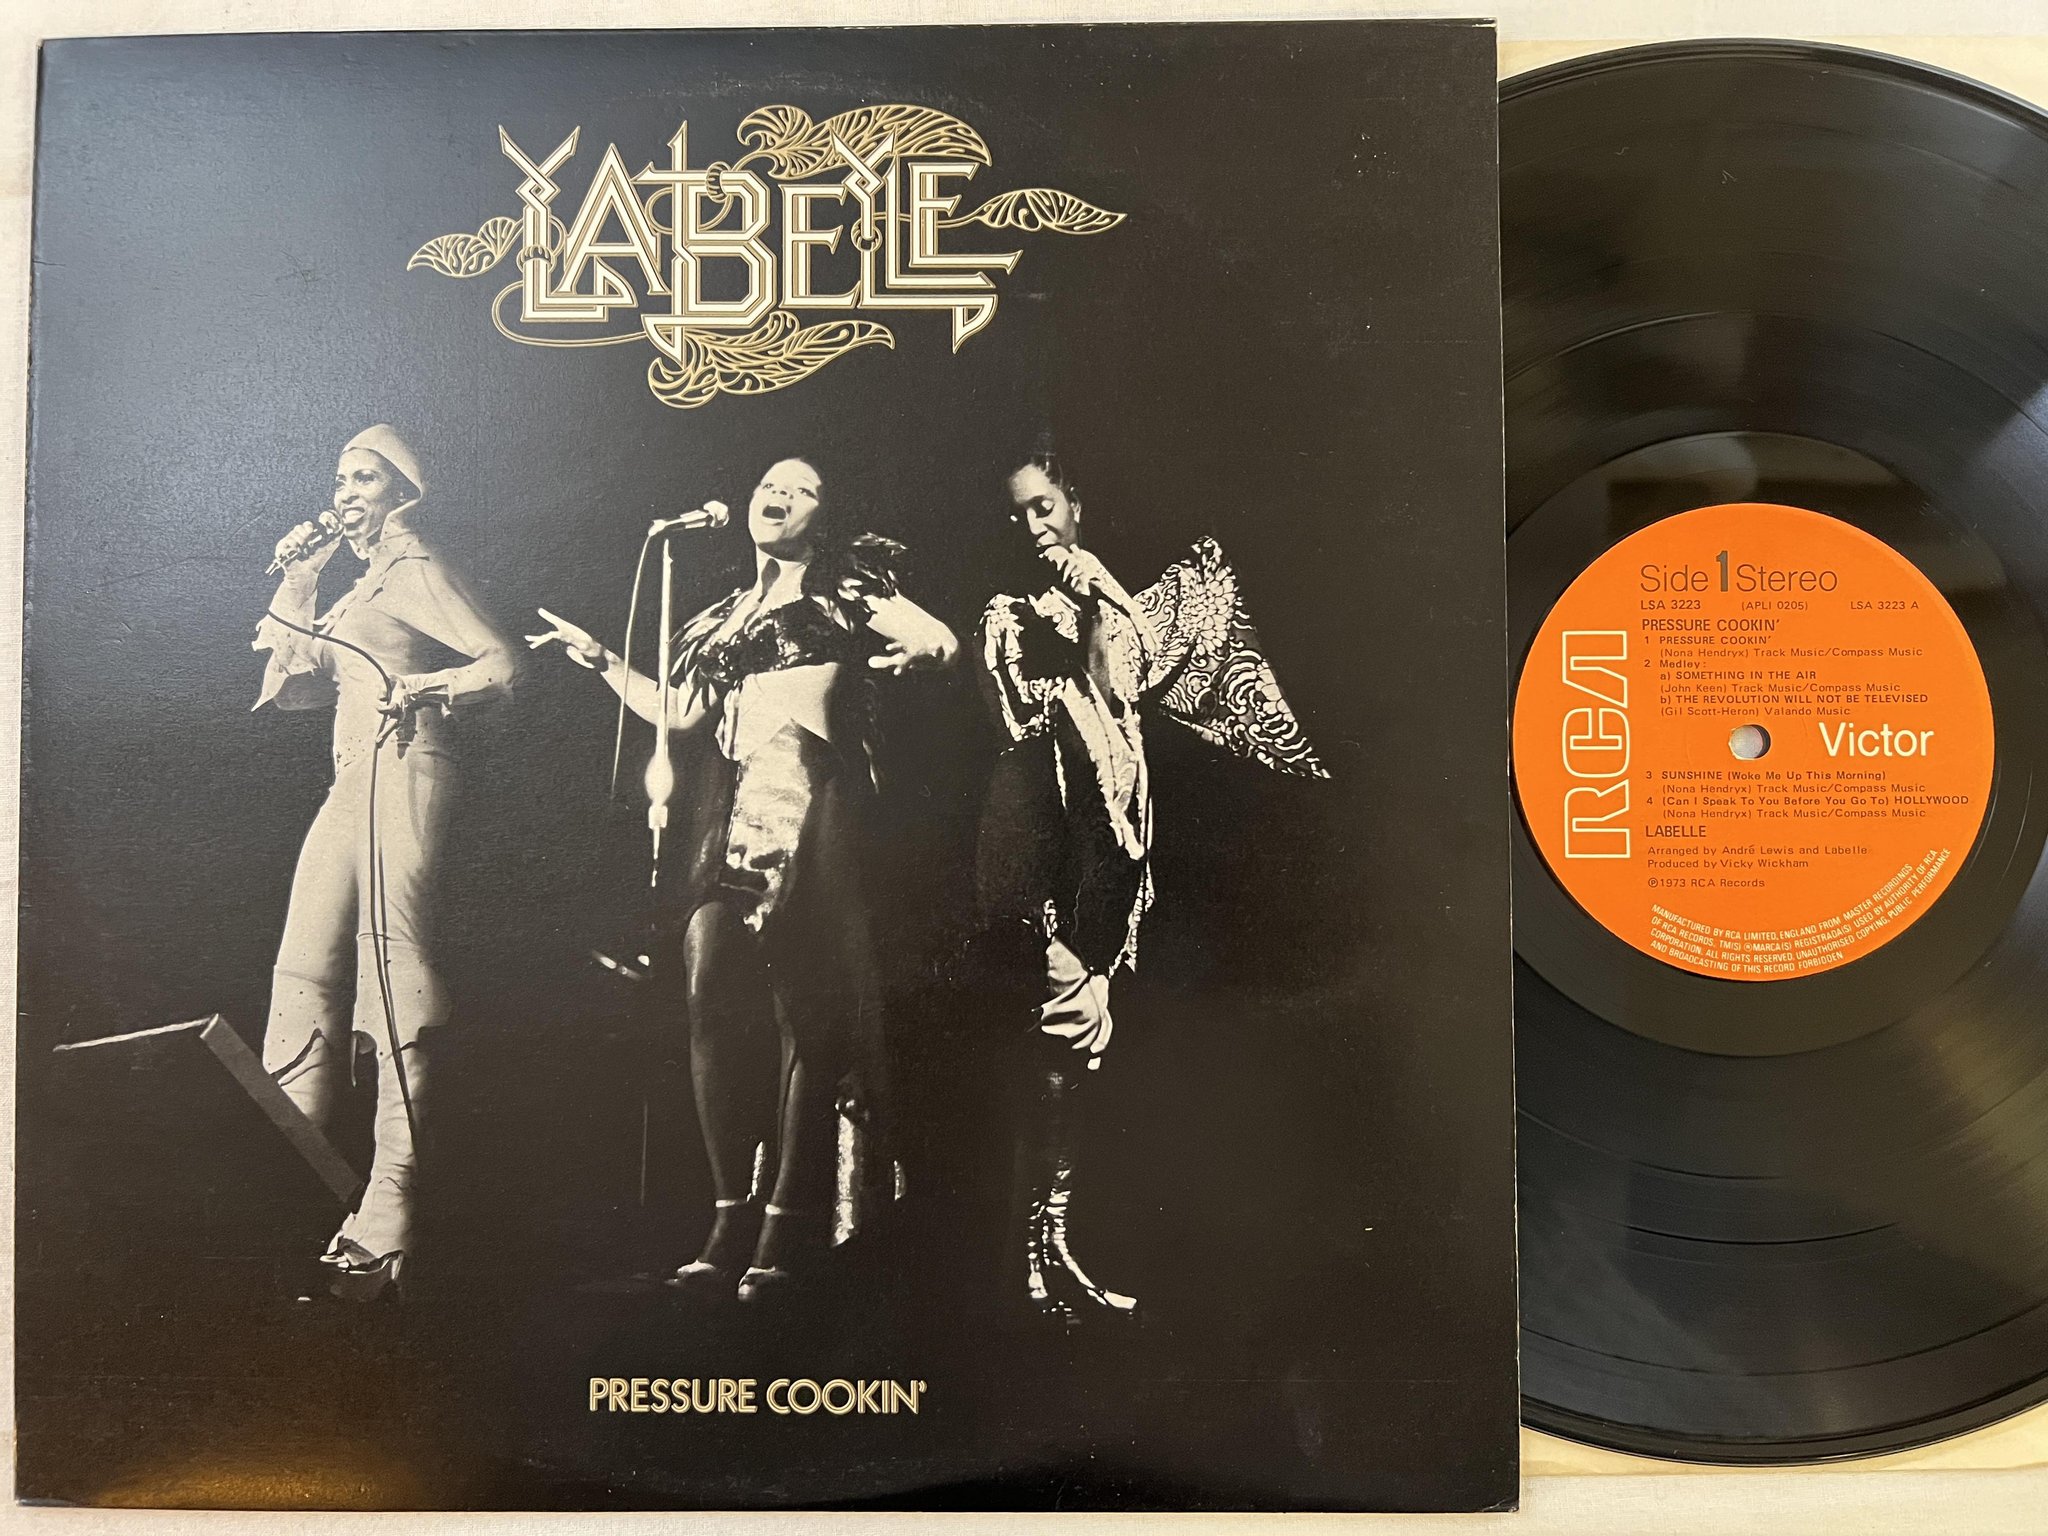 LABELLE
PRESSURE COOKIN'
Side 1 Stereo
LSA 3223 (APLI 0205) LSA 3223 A
PRESSURE COOKIN'
1 PRESSURE COOKIN'
(Nona Hendryx) Track Music/Compass Music
2 Medley:
a) SOMETHING IN THE AIR
(John Keen) Track Music/Compass Music
b) THE REVOLUTION WILL NOT BE TELEVISED
(Gil Scott-Heron) Valando Music
RCA Victor
3 SUNSHINE (Woke Me Up This Morning)
(Nona Hendryx) Track Music/Compass Music
4 (Can I Speak To You Before You Go To) HOLLYWOOD
(Nona Hendryx) Track Music/Compass Music
LABELLE
Arranged by André Lewis and Labelle
Produced by Vicky Wickham
℗1973 RCA Records
MANUFACTURED BY RCA LIMITED, ENGLAND FROM MASTER RECORDINGS
OF RCA RECORDS. TM(S) ® MARCA(S) REGISTRADA(S) USED BY AUTHORITY OF RCA
CORPORATION. ALL RIGHTS RESERVED. UNAUTHORISED COPYING, PUBLIC PERFORMANCE
AND BROADCASTING OF THIS RECORD FORBIDDEN